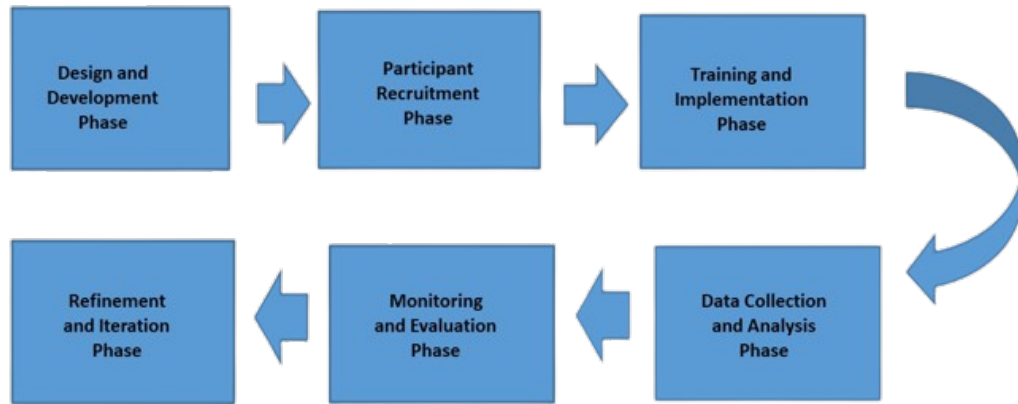 Design and
Development
Phase
Participant
Recruitment
Phase
Training and
Implementation
Phase
Data Collection
and Analysis
Phase
Monitoring
and Evaluation
Phase
Refinement
and Iteration
Phase